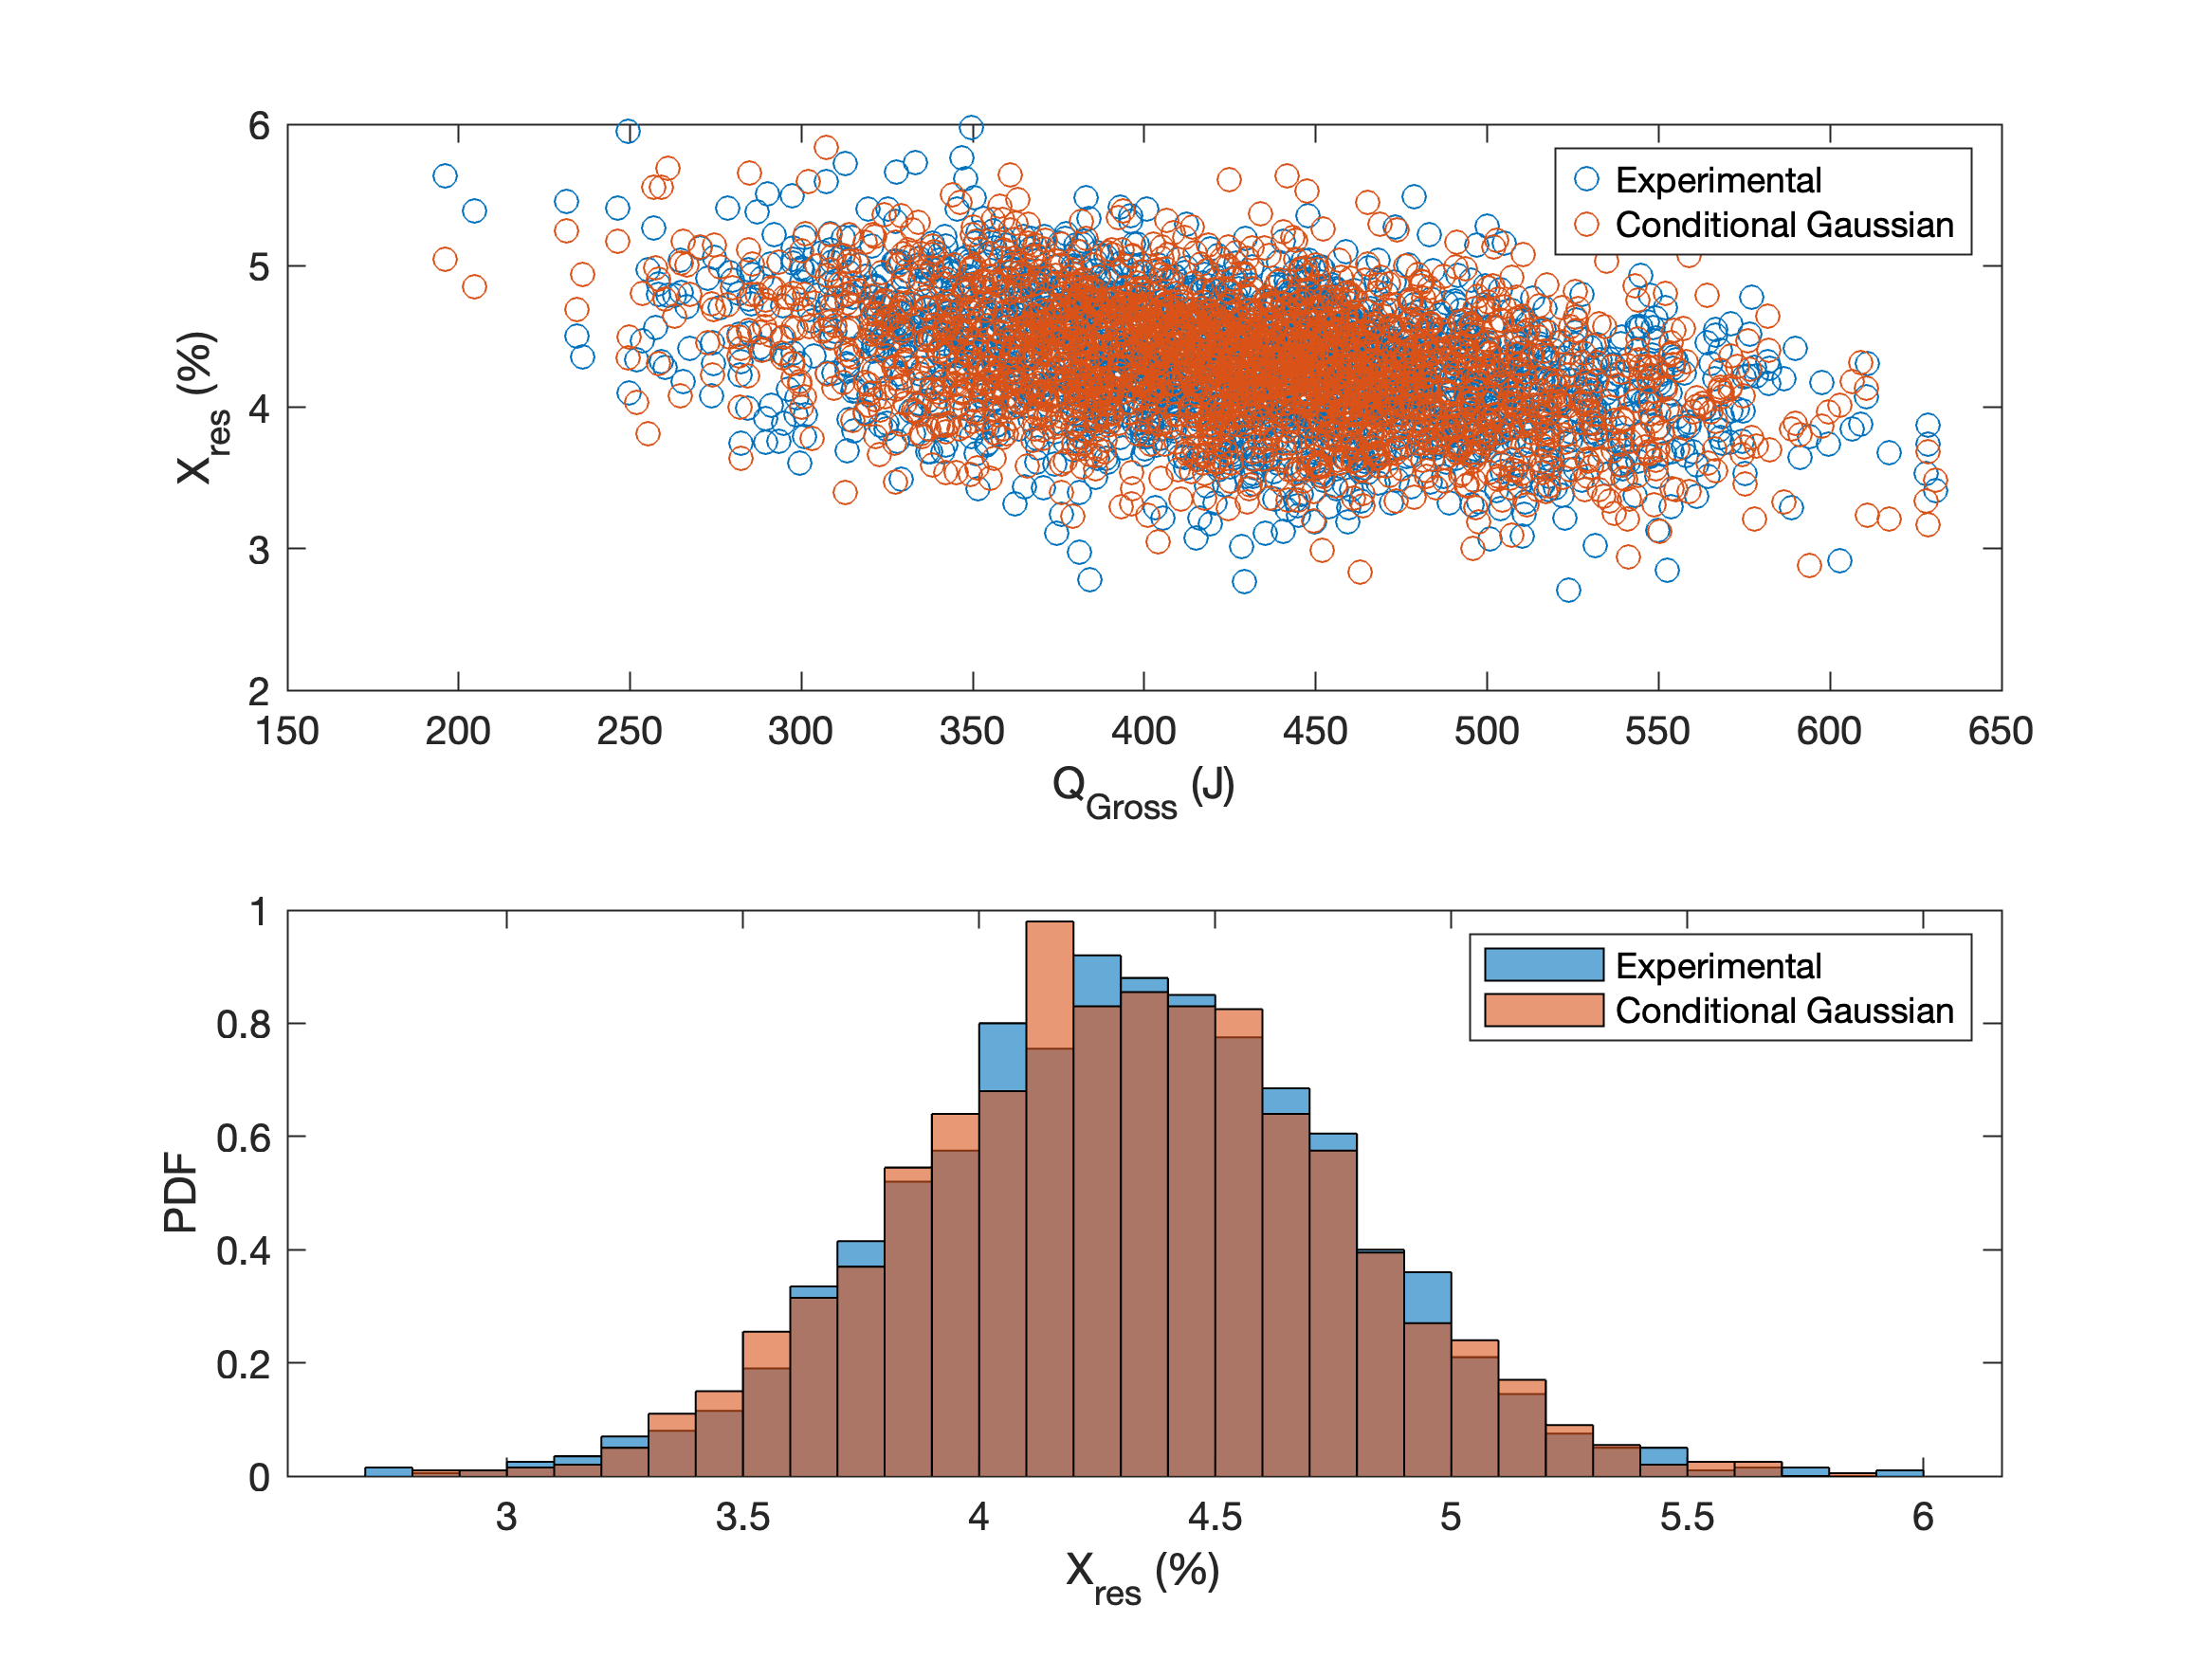 6
5
4
3
2
X_res (%)
150 200 250 300 350 400 450 500 550 600 650
Q_Gross (J)
Experimental
Conditional Gaussian
1
0.8
0.6
0.4
0.2
0
PDF
3 3.5 4 4.5 5 5.5 6
X_res (%)
Experimental
Conditional Gaussian